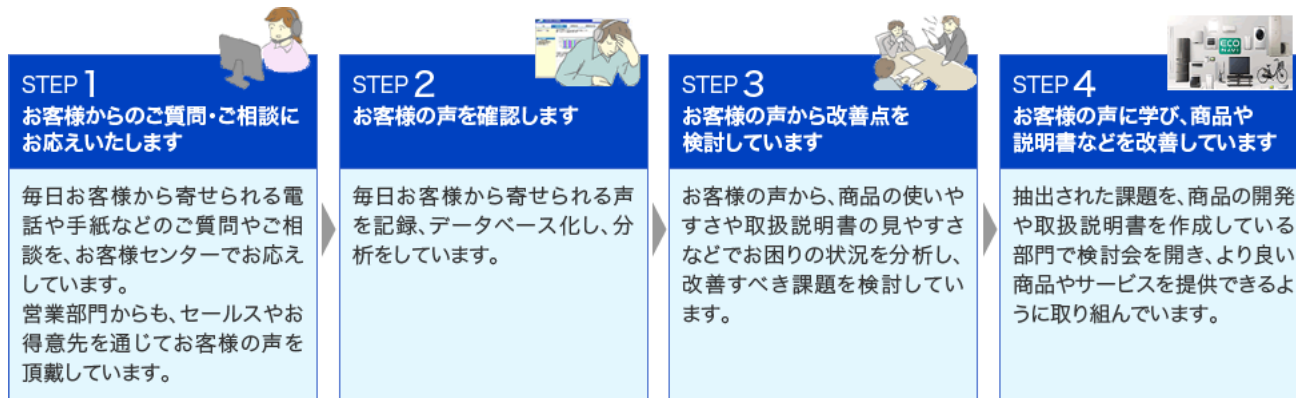 STEP 1
お客様からのご質問・ご相談に
お応えいたします
毎日お客様から寄せられる電
話や手紙などのご質問やご相
談を、お客様センターでお応え
しています。
営業部門からも、セールスやお
得意先を通じてお客様の声を
頂戴しています。
STEP 2
お客様の声を確認します
毎日お客様から寄せられる声
を記録、データベース化し、分
析をしています。
STEP 3
お客様の声から改善点を
検討しています
お客様の声から、商品の使いや
すさや取扱説明書の見やすさ
などでお困りの状況を分析し、
改善すべき課題を検討してい
ます。
ECO
NAVI
STEP 4
お客様の声に学び、商品や
説明書などを改善しています
抽出された課題を、商品の開発
や取扱説明書を作成している
部門で検討会を開き、より良い
商品やサービスを提供できるよ
うに取り組んでいます。